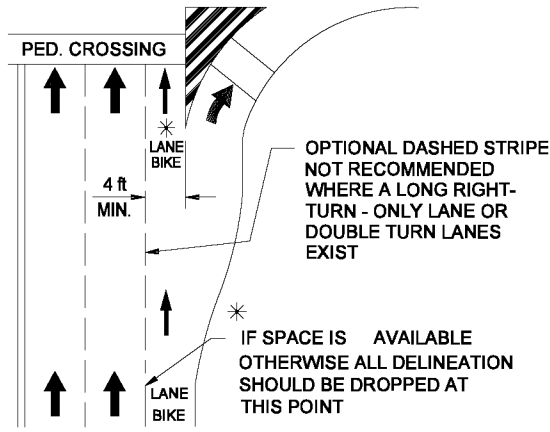 PED. CROSSING
LANE
BIKE
4 ft
MIN.
OPTIONAL DASHED STRIPE
NOT RECOMMENDED
WHERE A LONG RIGHT-
TURN - ONLY LANE OR
DOUBLE TURN LANES
EXIST
IF SPACE IS AVAILABLE
OTHERWISE ALL DELINEATION
SHOULD BE DROPPED AT
THIS POINT
LANE
BIKE